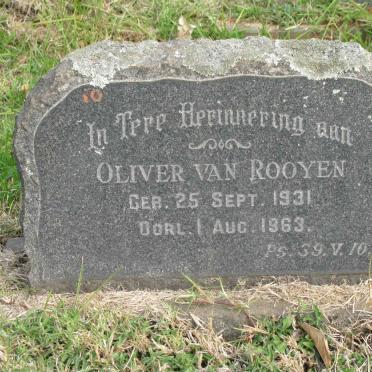 In Tere Herinnering aan
OLIVER VAN ROOYEN
GEB. 25 SEPT. 1931
OORL. 1 AUG. 1963.
PS. 39. V. 10